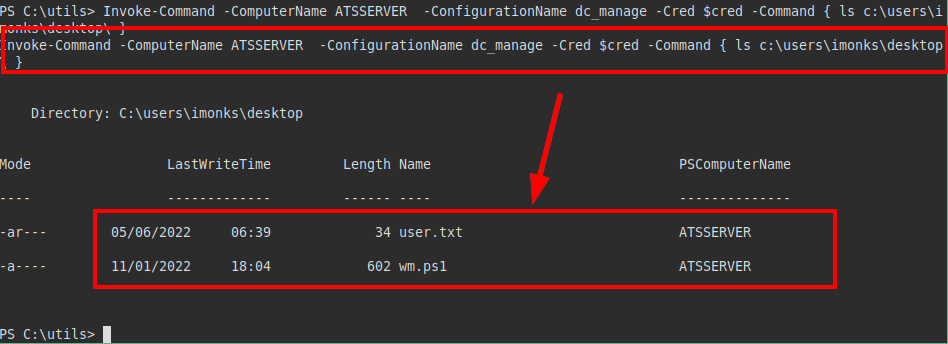 PS C:\utils> Invoke-Command -ComputerName ATSSERVER  -ConfigurationName dc_manage -Cred $cred -Command { ls c:\users\i
monks\desktop\ }
Invoke-Command -ComputerName ATSSERVER  -ConfigurationName dc_manage -Cred $cred -Command { ls c:\users\imonks\desktop
\ }
    Directory: C:\users\imonks\desktop
Mode                 LastWriteTime         Length Name                               PSComputerName
----                 -------------         ------ ----                               --------------
-ar---        05/06/2022     06:39             34 user.txt                           ATSSERVER
-a----        11/01/2022     18:04            602 wm.ps1                             ATSSERVER
PS C:\utils>